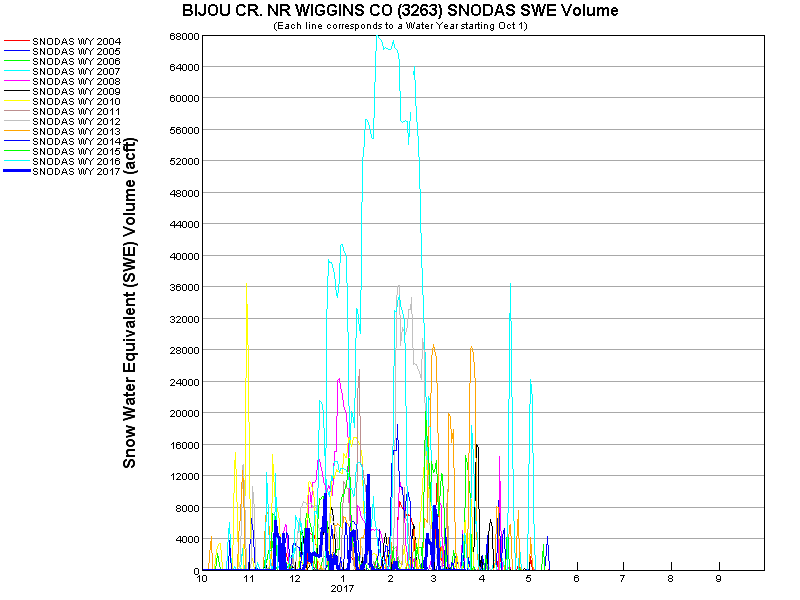 BIJOU CR. NR WIGGINS CO (3263) SNODAS SWE Volume
(Each line corresponds to a Water Year starting Oct 1)
SNODAS WY 2004
SNODAS WY 2005
SNODAS WY 2006
SNODAS WY 2007
SNODAS WY 2008
SNODAS WY 2009
SNODAS WY 2010
SNODAS WY 2011
SNODAS WY 2012
SNODAS WY 2013
SNODAS WY 2014
SNODAS WY 2015
SNODAS WY 2016
SNODAS WY 2017
Snow Water Equivalent (SWE) Volume (acft)
68000
64000
60000
56000
52000
48000
44000
40000
36000
32000
28000
24000
20000
16000
12000
8000
4000
0
10 11 12 1 2 3 4 5 6 7 8 9
2017